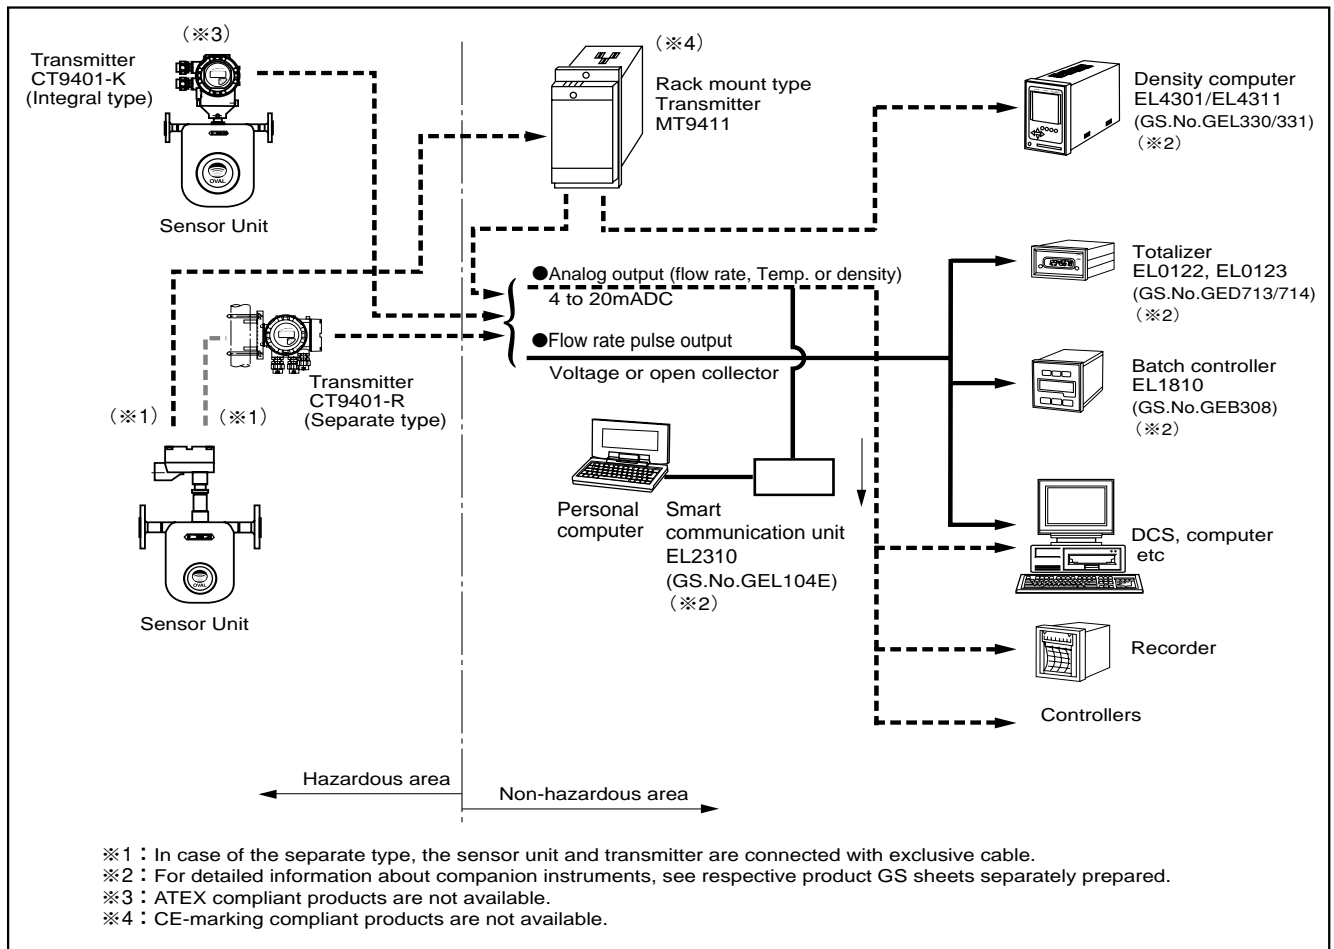 (※3)
Transmitter
CT9401-K
(Integral type)
OVAL
Sensor Unit
(※4)
Rack mount type
Transmitter
MT9411
Density computer
EL4301/EL4311
(GS.No.GEL330/331)
(※2)
●Analog output (flow rate, Temp. or density)
4 to 20mADC
●Flow rate pulse output
Voltage or open collector
Totalizer
EL0122, EL0123
(GS.No.GED713/714)
(※2)
Transmitter
CT9401-R
(Separate type)
(※1)
(※1)
Batch controller
EL1810
(GS.No.GEB308)
(※2)
OVAL
Sensor Unit
Personal
computer
Smart
communication unit
EL2310
(GS.No.GEL104E)
(※2)
DCS, computer
etc
Recorder
Controllers
Hazardous area
Non-hazardous area
※1：In case of the separate type, the sensor unit and transmitter are connected with exclusive cable.
※2：For detailed information about companion instruments, see respective product GS sheets separately prepared.
※3：ATEX compliant products are not available.
※4：CE-marking compliant products are not available.